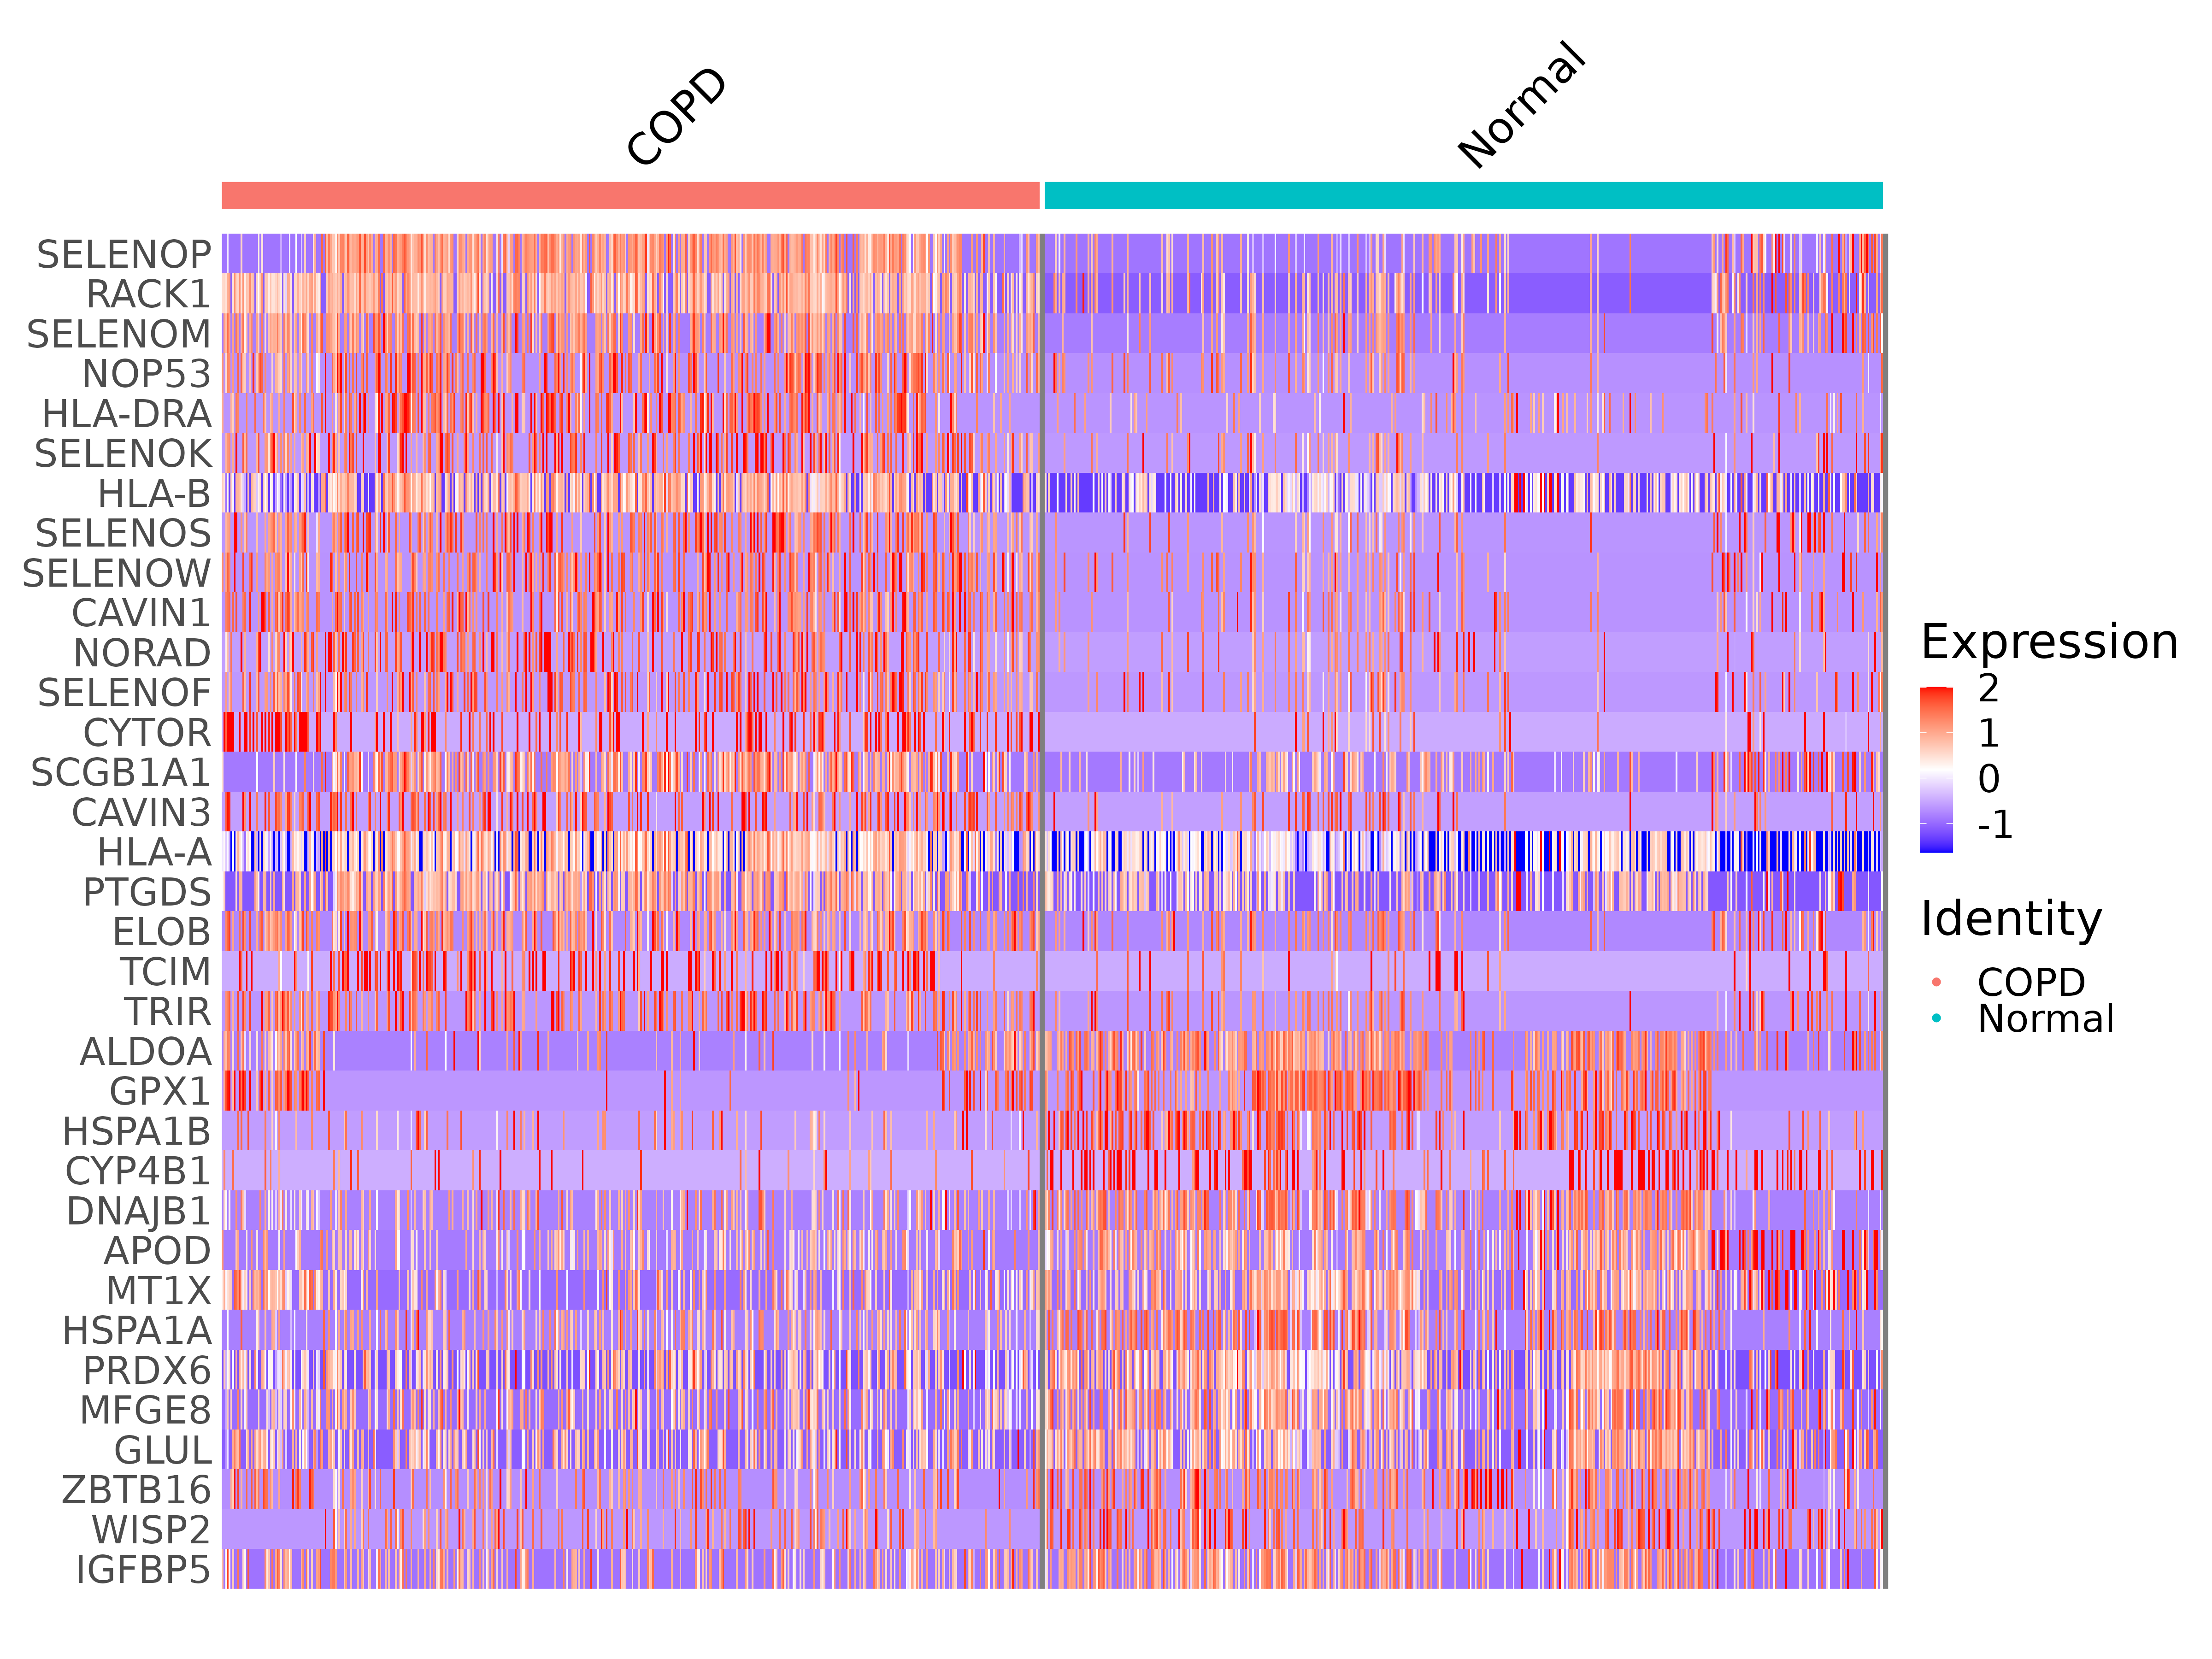 COPD
Normal
SELENOP
RACK1
SELENOM
NOP53
HLA-DRA
SELENOK
HLA-B
SELENOS
SELENOW
CAVIN1
NORAD
SELENOF
CYTOR
SCGB1A1
CAVIN3
HLA-A
PTGDS
ELOB
TCIM
TRIR
ALDOA
GPX1
HSPA1B
CYP4B1
DNAJB1
APOD
MT1X
HSPA1A
PRDX6
MFGE8
GLUL
ZBTB16
WISP2
IGFBP5
Expression
2
1
0
-1
Identity
COPD
Normal